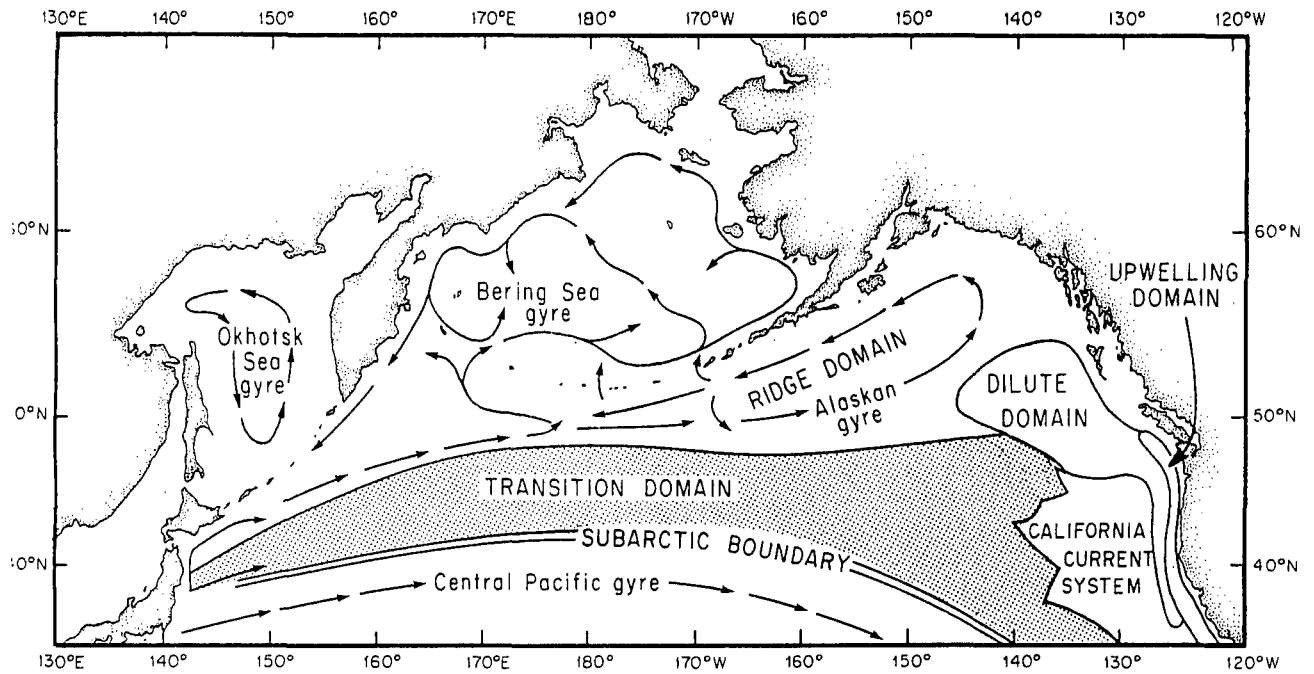 130°E 140° 150° 160° 170°E 180° 170°W 160° 150° 140° 130° 120°W
60°N
UPWELLING
DOMAIN
Bering Sea
gyre
Okhotsk
Sea
gyre
RIDGE DOMAIN
Alaskan
gyre
DILUTE
DOMAIN
0°N 50°N
TRANSITION DOMAIN
SUBARCTIC BOUNDARY
CALIFORNIA
CURRENT
SYSTEM
40°N 40°N
Central Pacific gyre
130°E 140° 150° 160° 170°E 180° 170°W 160° 150° 140° 130° 120°W